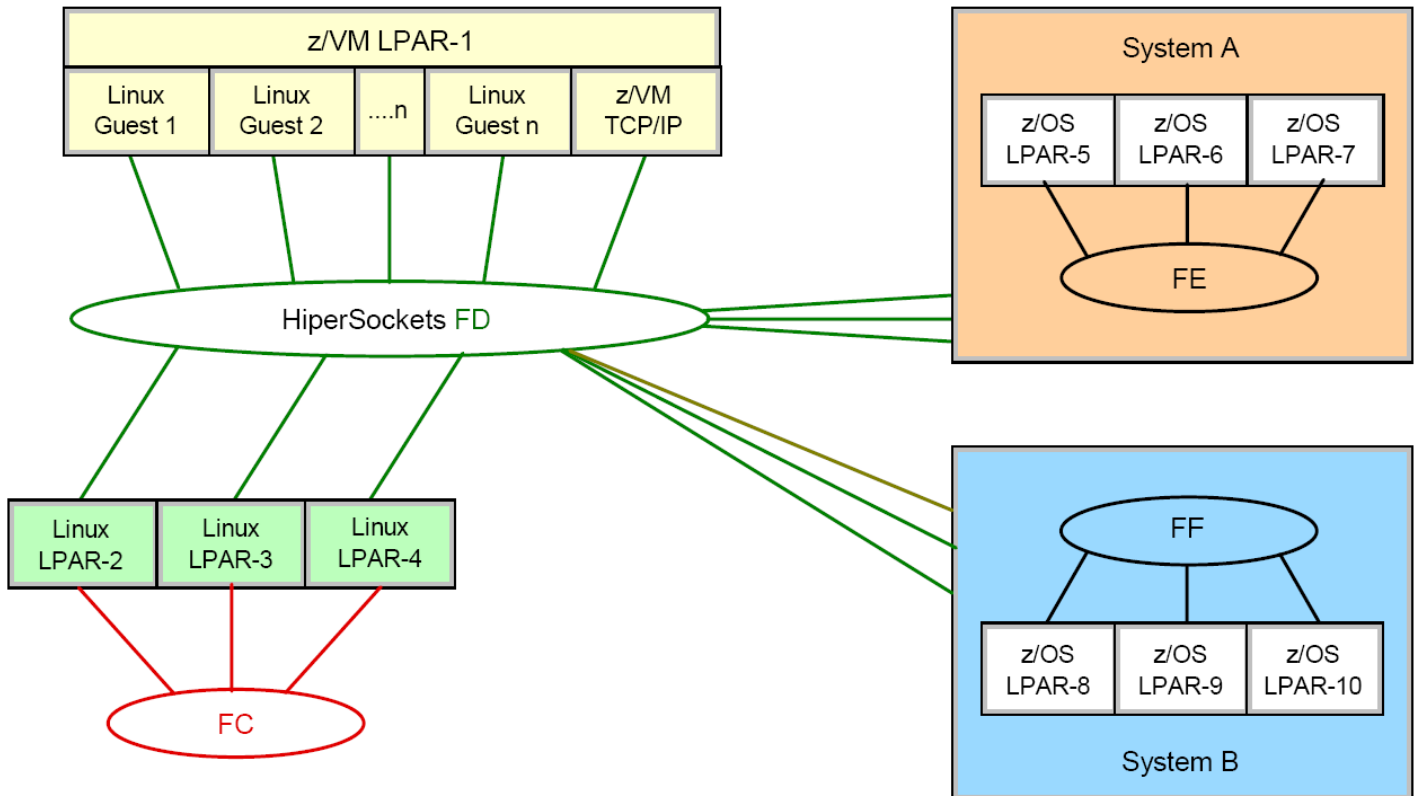 z/VM LPAR-1
Linux
Guest 1
Linux
Guest 2
....n
Linux
Guest n
z/VM
TCP/IP
System A
z/OS
LPAR-5
z/OS
LPAR-6
z/OS
LPAR-7
FE
HiperSockets FD
Linux
LPAR-2
Linux
LPAR-3
Linux
LPAR-4
FC
FF
z/OS
LPAR-8
z/OS
LPAR-9
z/OS
LPAR-10
System B